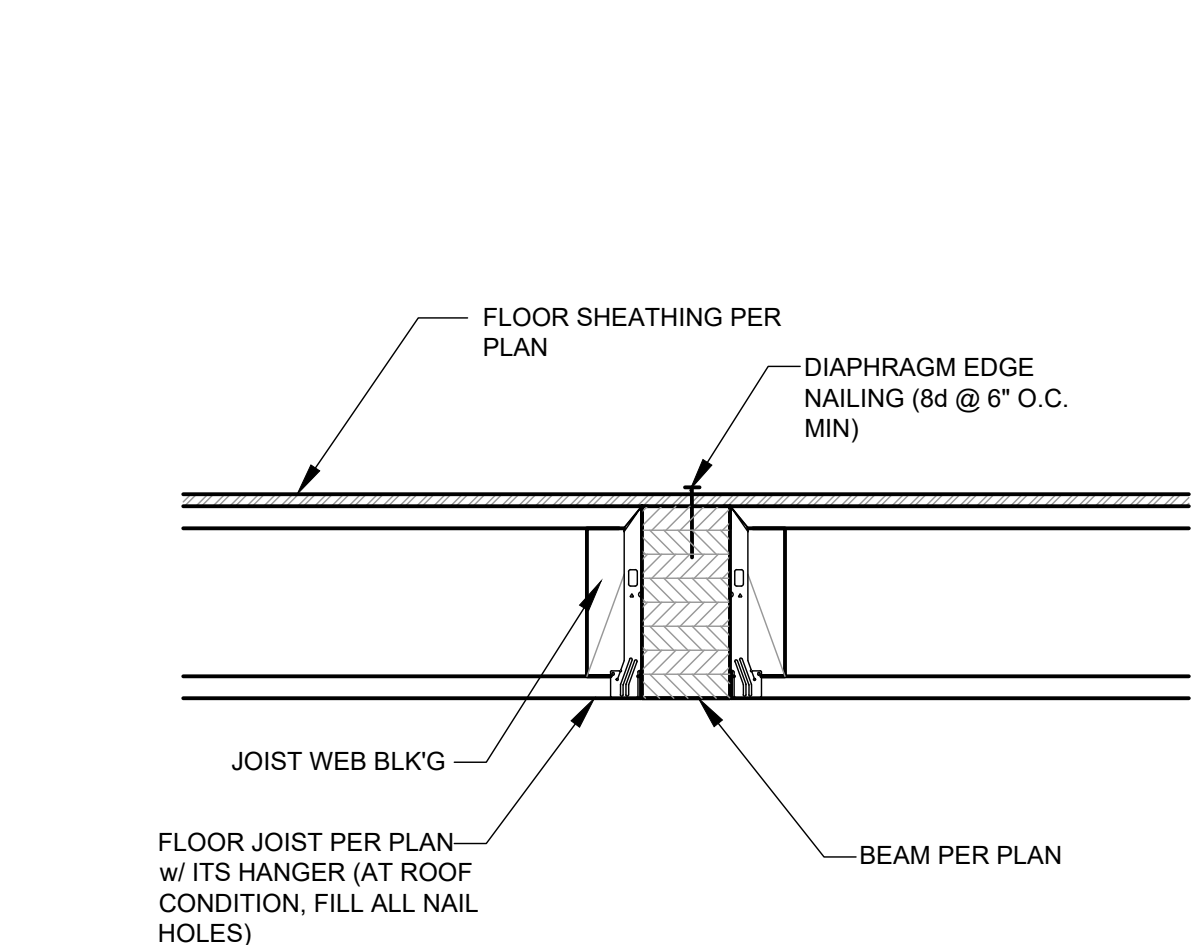 FLOOR SHEATHING PER
PLAN
DIAPHRAGM EDGE
NAILING (8d @ 6" O.C.
MIN)
JOIST WEB BLK'G
FLOOR JOIST PER PLAN
w/ ITS HANGER (AT ROOF
CONDITION, FILL ALL NAIL
HOLES)
BEAM PER PLAN